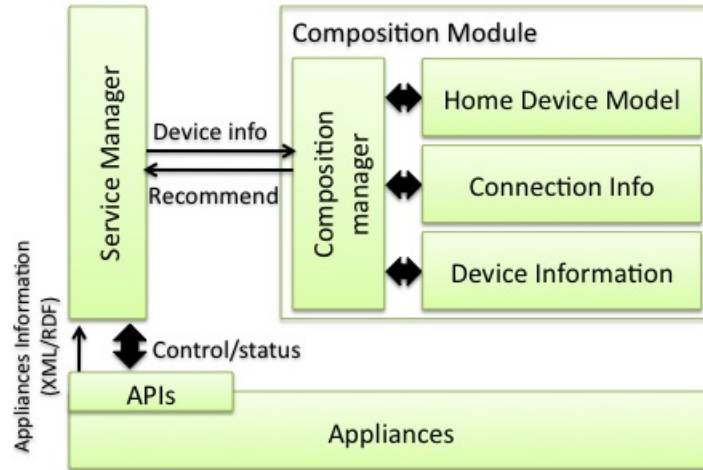 Composition Module
Service Manager
Device info
Recommend
Composition
manager
Home Device Model
Connection Info
Device Information
Appliances Information
(XML/RDF)
Control/status
APIs
Appliances